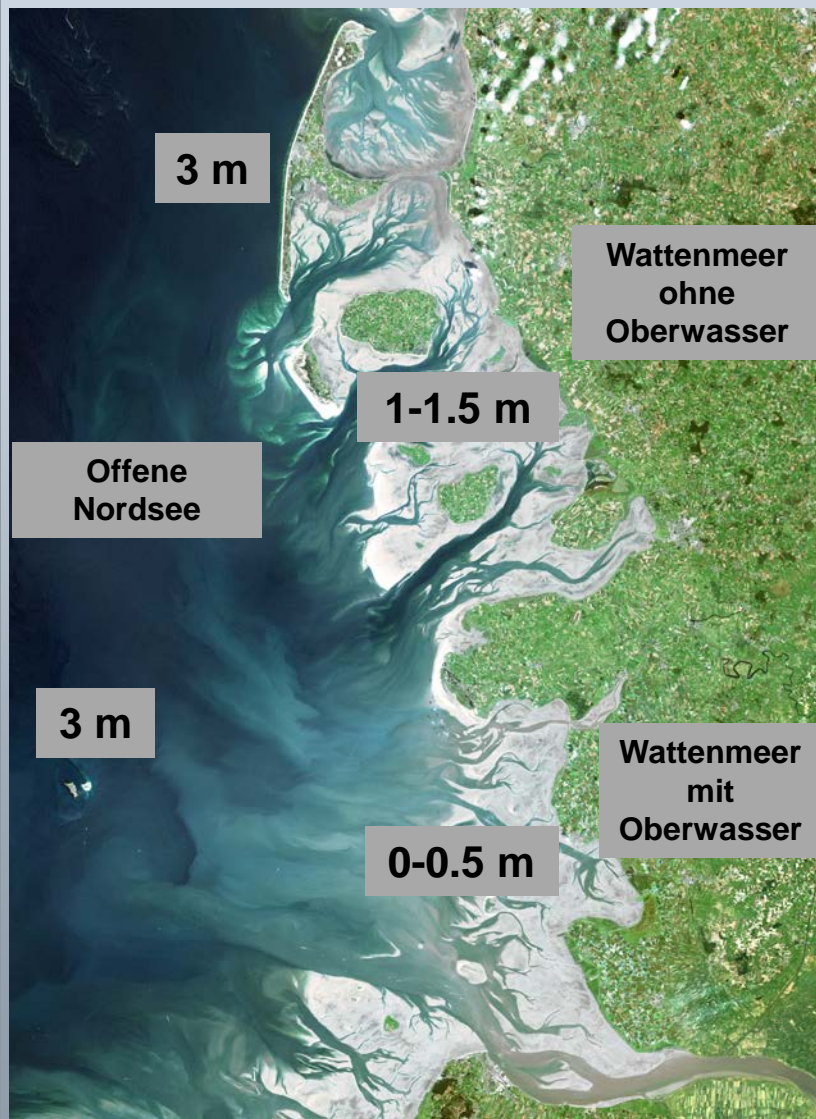 3 m
Wattenmeer
ohne
Oberwasser
1-1.5 m
Offene
Nordsee
3 m
Wattenmeer
mit
Oberwasser
0-0.5 m